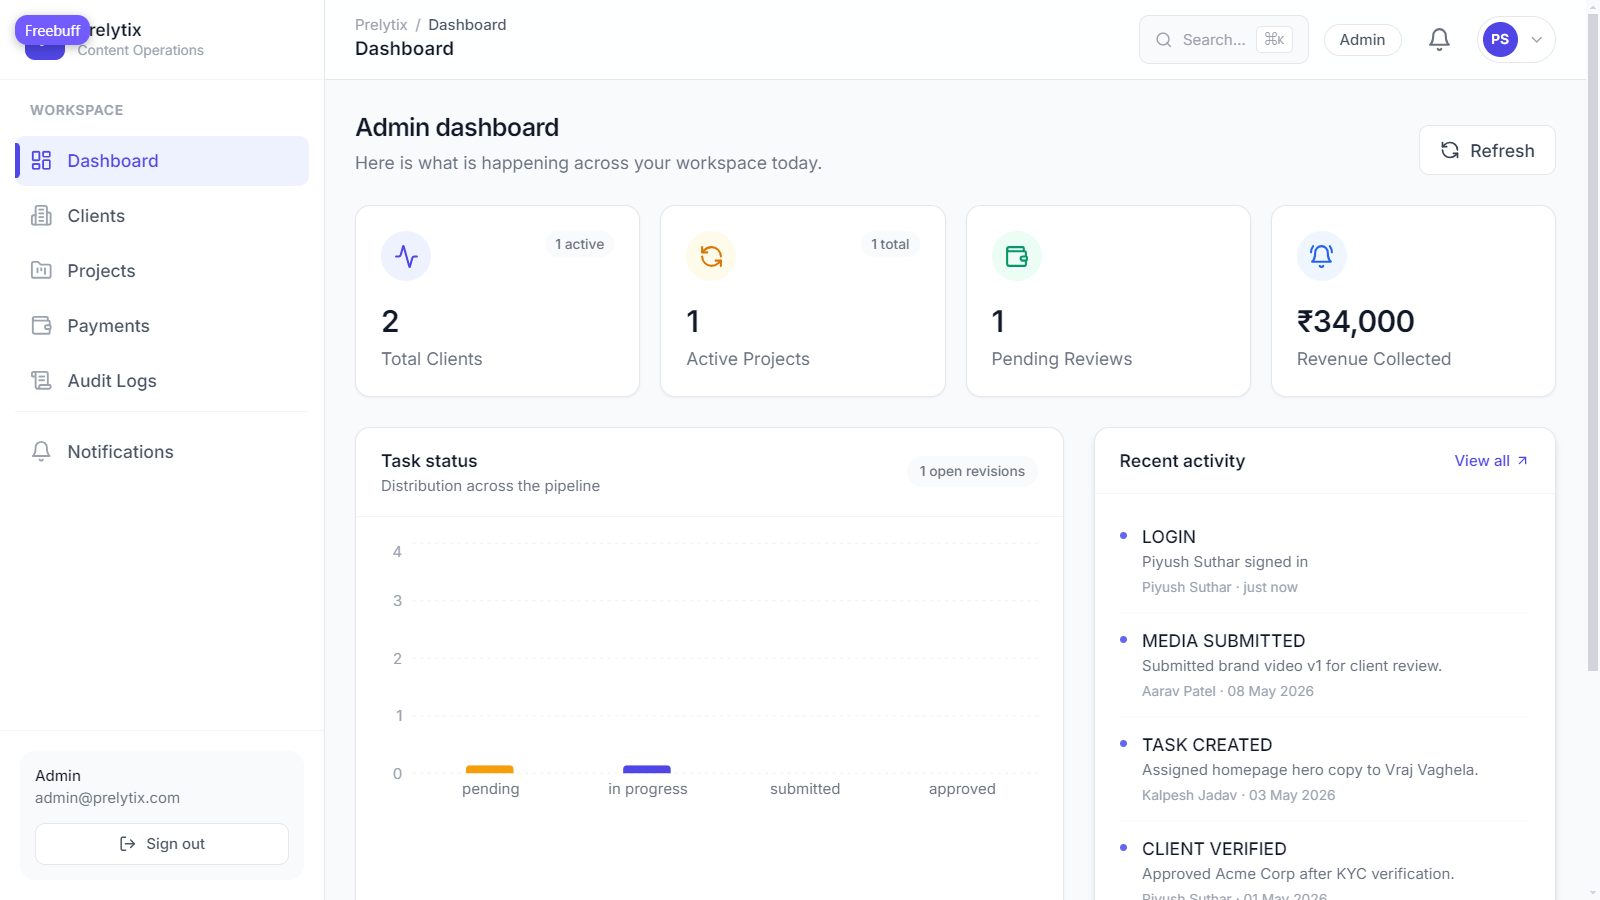 Freebuff
relytix
Content Operations
WORKSPACE
Dashboard
Clients
Projects
Payments
Audit Logs
Notifications
Admin
admin@prelytix.com
Sign out
Prelytix / Dashboard
Dashboard
Search... ⌘K
Admin
PS
Admin dashboard
Here is what is happening across your workspace today.
Refresh
1 active
2
Total Clients
1 total
1
Active Projects
1
Pending Reviews
₹34,000
Revenue Collected
Task status
Distribution across the pipeline
1 open revisions
4
3
2
1
0
pending in progress submitted approved
Recent activity
View all
LOGIN
Piyush Suthar signed in
Piyush Suthar · just now
MEDIA SUBMITTED
Submitted brand video v1 for client review.
Aarav Patel · 08 May 2026
TASK CREATED
Assigned homepage hero copy to Vraj Vaghela.
Kalpesh Jadav · 03 May 2026
CLIENT VERIFIED
Approved Acme Corp after KYC verification.
Piyush Suthar · 01 May 2026